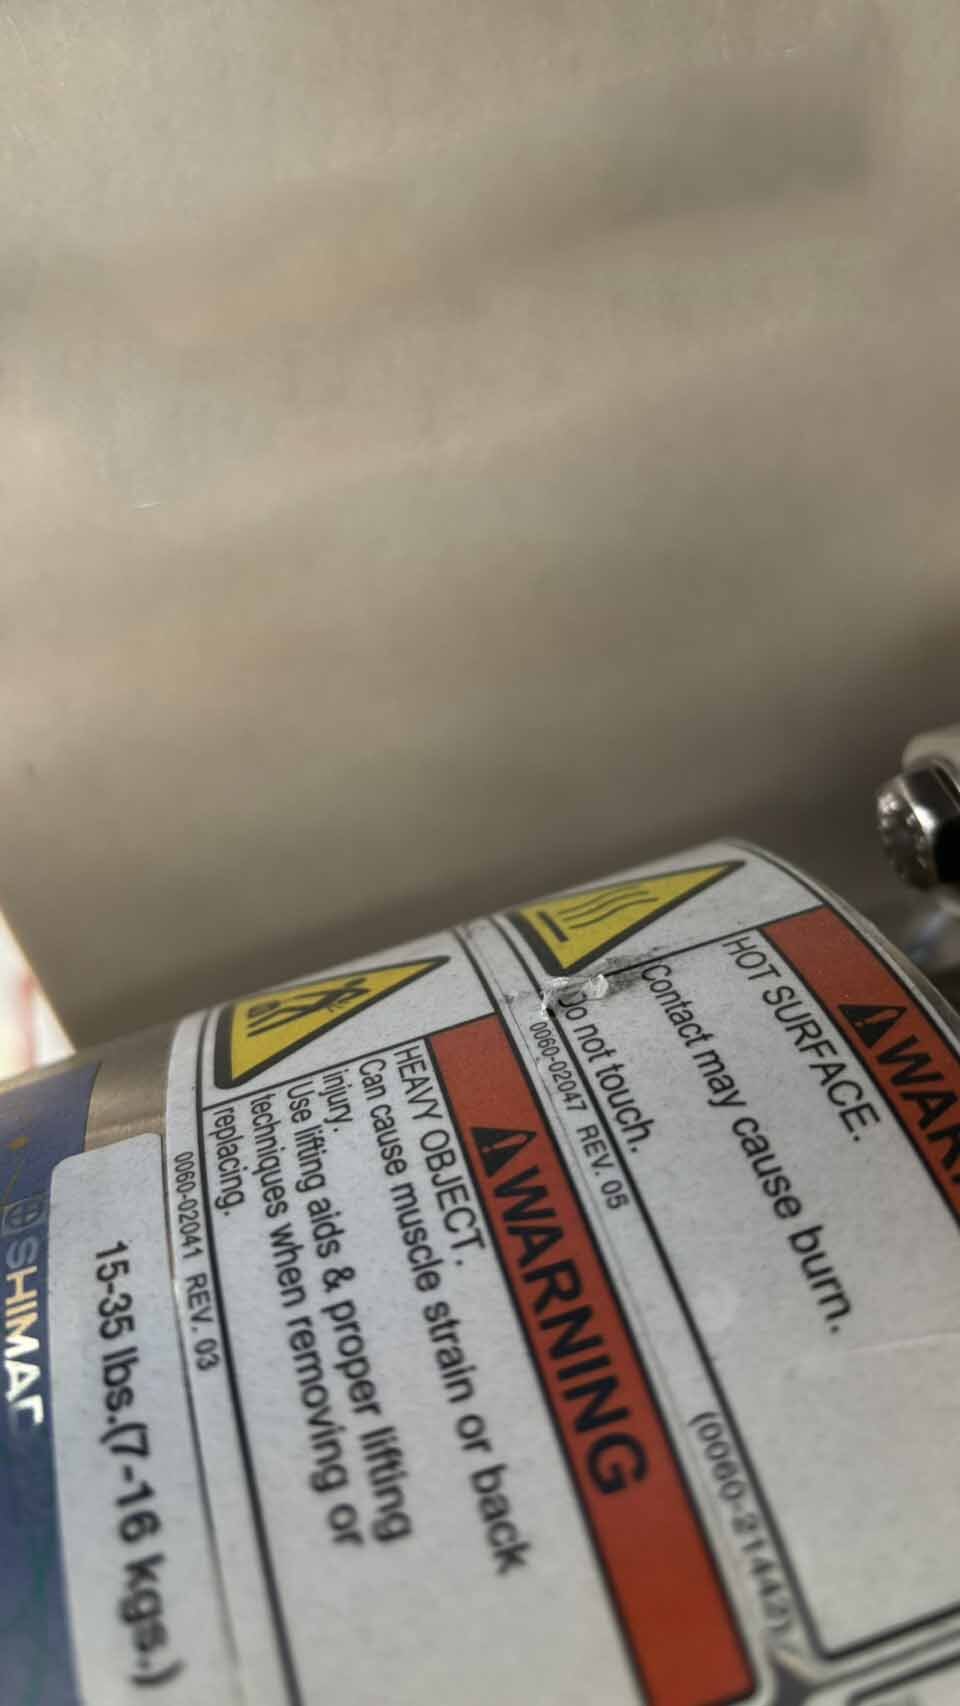 WARNING
HOT SURFACE.
Contact may cause burn.
Do not touch.
0060-02047 REV. 05
(0060-21442)
WARNING
HEAVY OBJECT.
Can cause muscle strain or back
injury.
Use lifting aids & proper lifting
techniques when removing or
replacing.
0060-02041 REV. 03
15-35 lbs.(7-16 kgs.)